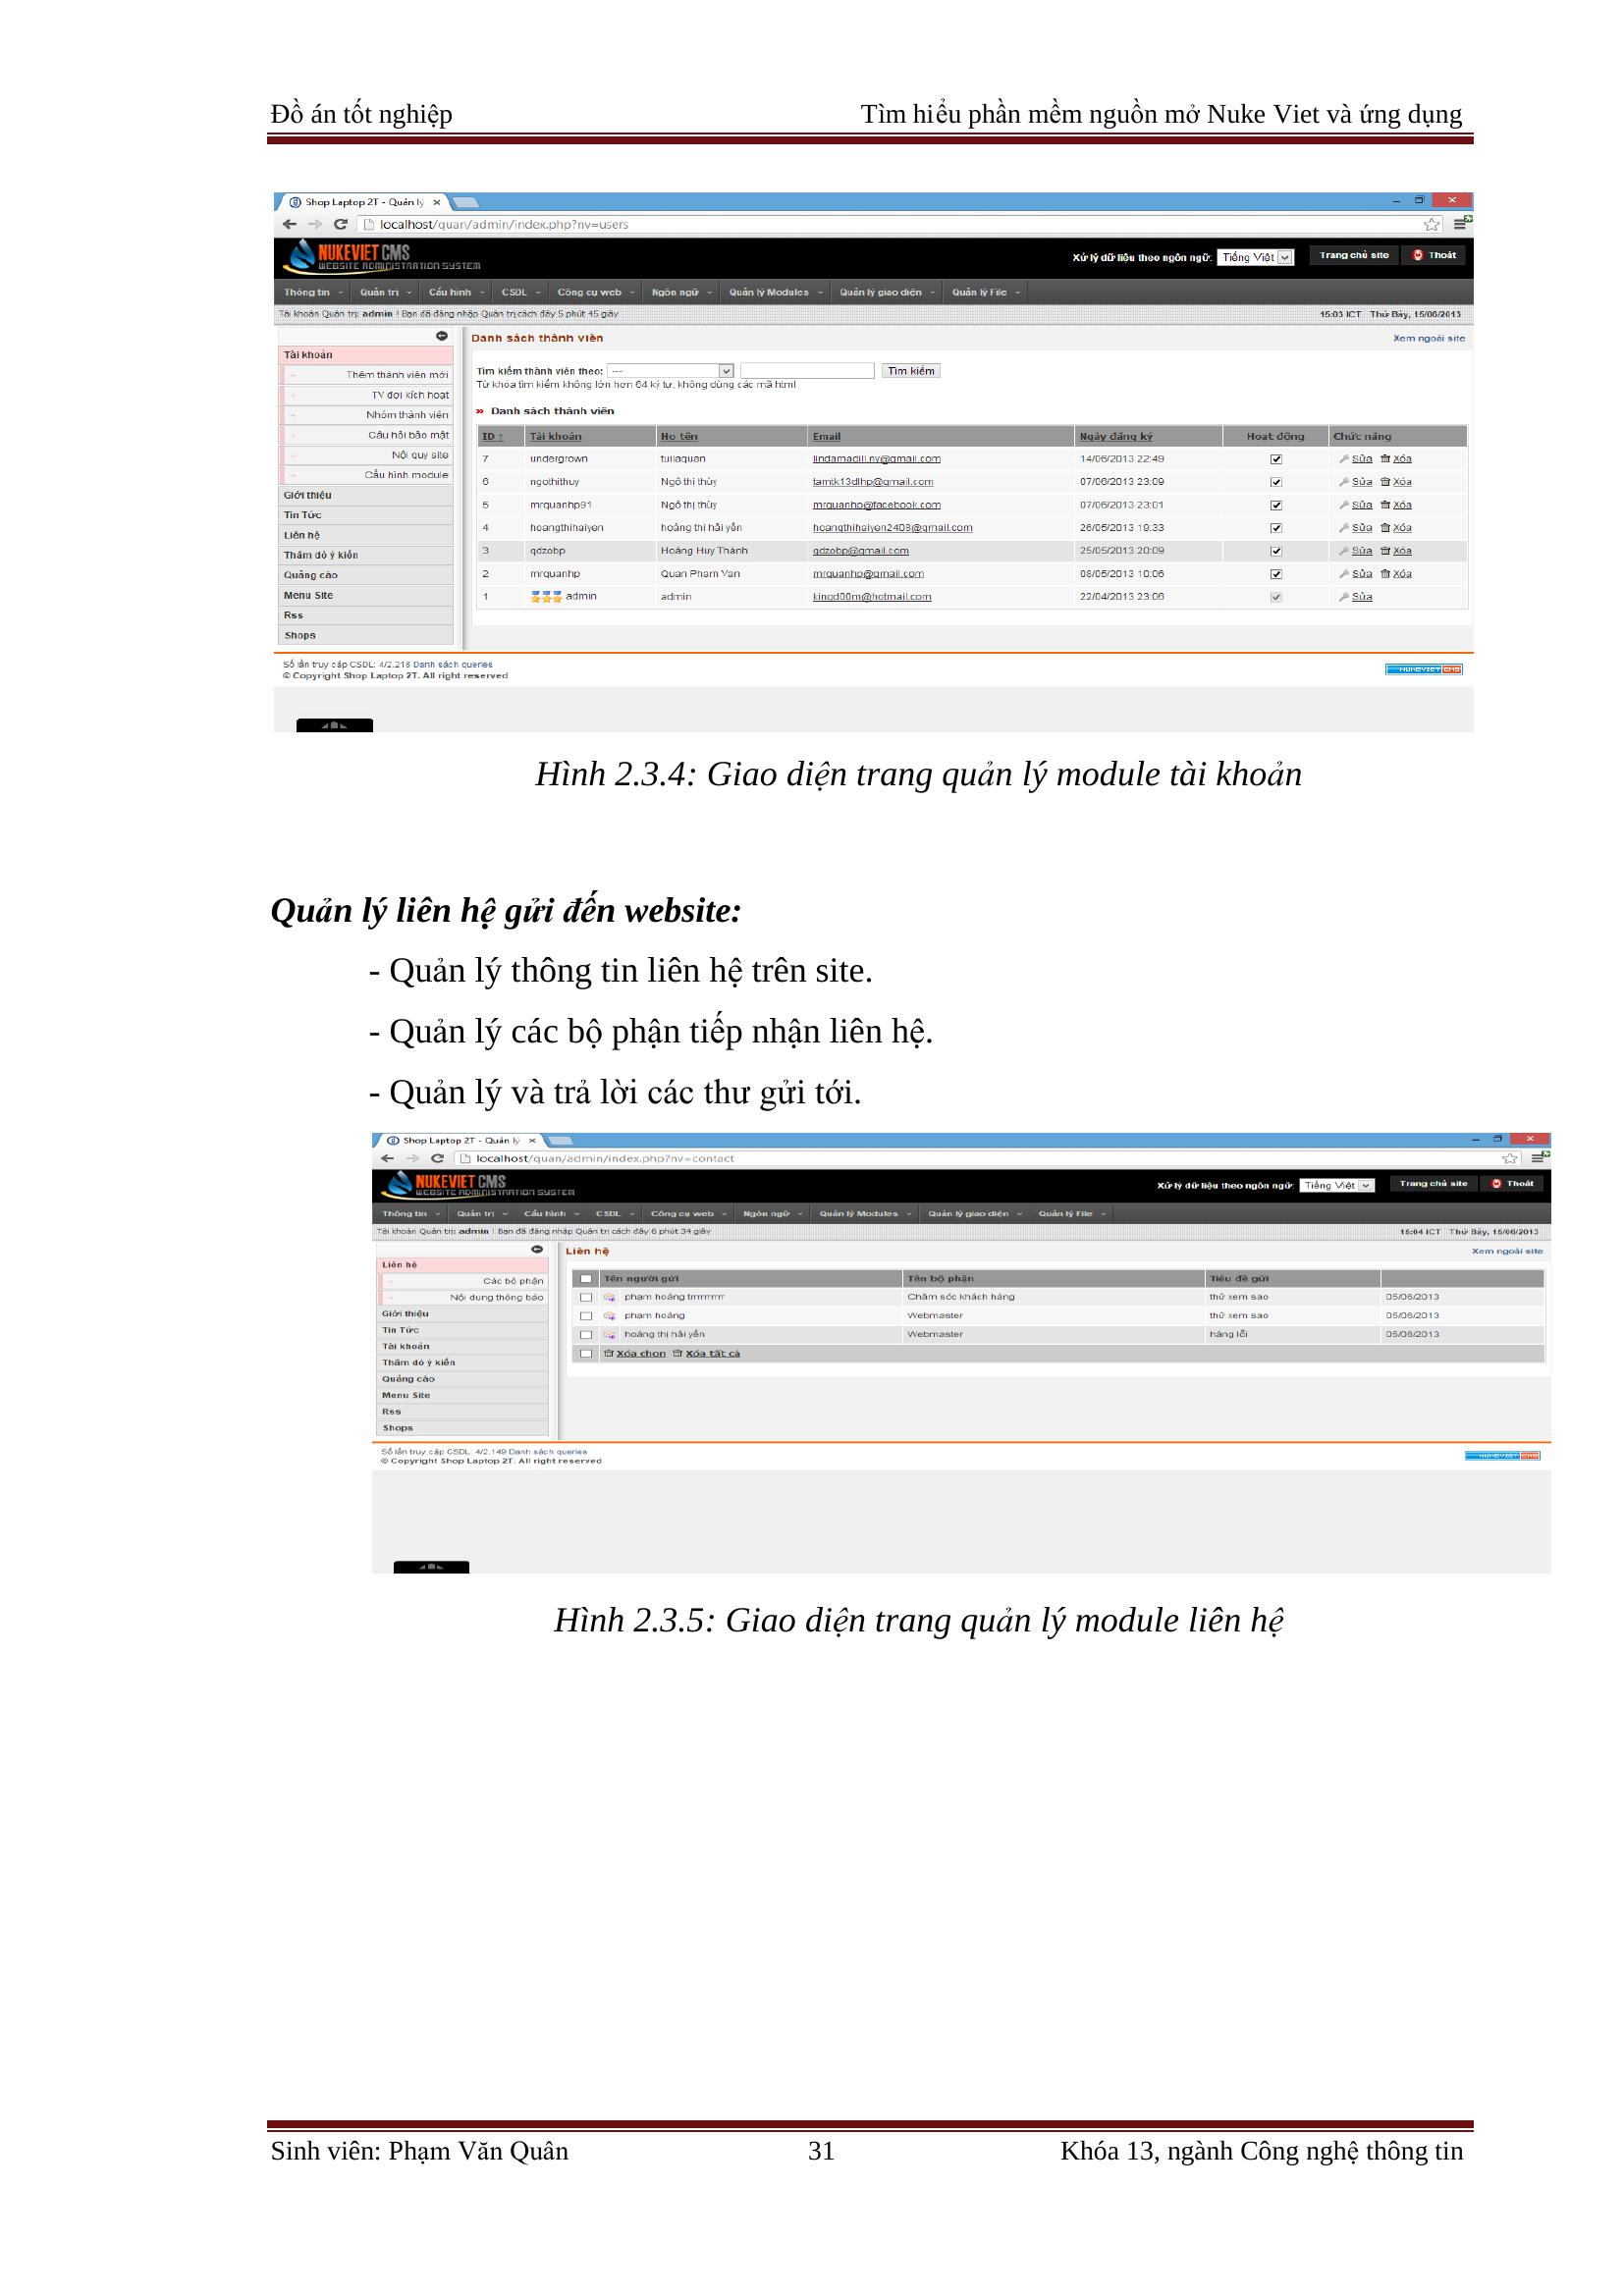 Đồ án tốt nghiệp Tìm hiểu phần mềm nguồn mở Nuke Viet và ứng dụng
Shop Laptop 2T - Quản lý
localhost/quan/admin/index.php?nv=users
NUKEVIET CMS
WEBSITE ADMINISTRATION SYSTEM
Xử lý dữ liệu theo ngôn ngữ: Tiếng Việt Trang chủ site Thoát
Thông tin Quản trị Cấu hình CSDL Công cụ web Ngôn ngữ Quản lý Modules Quản lý giao diện Quản lý File
Tài khoản Quản trị: admin ! Bạn đã đăng nhập Quản trị cách đây 5 phút 45 giây 15:03 ICT Thứ Bảy, 15/06/2013
Danh sách thành viên Xem ngoài site
Tài khoản
Thêm thành viên mới
TV đợi kích hoạt
Nhóm thành viên
Câu hỏi bảo mật
Nội quy site
Cấu hình module
Giới thiệu
Tin Tức
Liên hệ
Thăm dò ý kiến
Quảng cáo
Menu Site
Rss
Shops
Tìm kiếm thành viên theo: --- Tìm kiếm
Từ khóa tìm kiếm không lớn hơn 64 ký tự, không dùng các mã html
Danh sách thành viên
ID ↑ Tài khoản Họ tên Email Ngày đăng ký Hoạt động Chức năng
7 undergrown tuilaquan lindamadill.nv@gmail.com 14/06/2013 22:49 Sửa Xóa
6 ngothithuy Ngô thị thùy tamtk13dlhp@gmail.com 07/06/2013 23:09 Sửa Xóa
5 mrquanhp91 Ngô thị thùy mrquanhp@facebook.com 07/06/2013 23:01 Sửa Xóa
4 hoangthihaiyen hoàng thị hải yến hoangthihaiyen2408@gmail.com 26/05/2013 19:33 Sửa Xóa
3 qdzobp Hoàng Huy Thành qdzobp@gmail.com 25/05/2013 20:09 Sửa Xóa
2 mrquanhp Quan Pham Van mrquanhp@gmail.com 08/05/2013 10:06 Sửa Xóa
1 admin admin kingd00m@hotmail.com 22/04/2013 23:06 Sửa
Số lần truy cập CSDL: 4/2.218 Danh sách queries
© Copyright Shop Laptop 2T. All right reserved
NUKEVIET CMS
Hình 2.3.4: Giao diện trang quản lý module tài khoản
Quản lý liên hệ gửi đến website:
- Quản lý thông tin liên hệ trên site.
- Quản lý các bộ phận tiếp nhận liên hệ.
- Quản lý và trả lời các thư gửi tới.
Shop Laptop 2T - Quản lý
localhost/quan/admin/index.php?nv=contact
NUKEVIET CMS
WEBSITE ADMINISTRATION SYSTEM
Xử lý dữ liệu theo ngôn ngữ: Tiếng Việt Trang chủ site Thoát
Thông tin Quản trị Cấu hình CSDL Công cụ web Ngôn ngữ Quản lý Modules Quản lý giao diện Quản lý File
Tài khoản Quản trị: admin ! Bạn đã đăng nhập Quản trị cách đây 6 phút 34 giây 15:04 ICT Thứ Bảy, 15/06/2013
Liên hệ Xem ngoài site
Liên hệ
Các bộ phận
Nội dung thông báo
Giới thiệu
Tin Tức
Tài khoản
Thăm dò ý kiến
Quảng cáo
Menu Site
Rss
Shops
Tên người gửi Tên bộ phận Tiêu đề gửi
phạm hoàng Chăm sóc khách hàng thử xem sao 05/06/2013
phạm hoàng Webmaster thử xem sao 05/06/2013
hoàng thị hải yến Webmaster hàng lỗi 05/06/2013
Xóa chọn Xóa tất cả
Số lần truy cập CSDL: 4/2.149 Danh sách queries
© Copyright Shop Laptop 2T. All right reserved
NUKEVIET CMS
Hình 2.3.5: Giao diện trang quản lý module liên hệ
Sinh viên: Phạm Văn Quân 31 Khóa 13, ngành Công nghệ thông tin